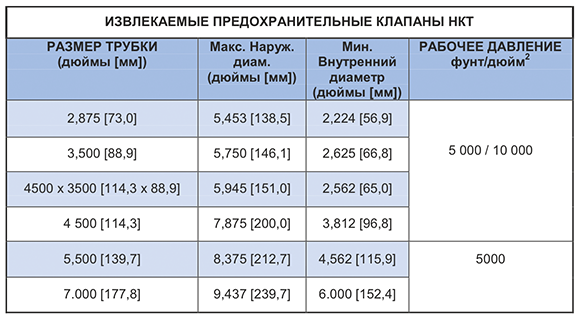 ИЗВЛЕКАЕМЫЕ ПРЕДОХРАНИТЕЛЬНЫЕ КЛАПАНЫ НКТ
РАЗМЕР ТРУБКИ
(дюймы [мм])
Макс. Наруж.
диам.
(дюймы [мм])
Мин.
Внутренний
диаметр
(дюймы [мм])
РАБОЧЕЕ ДАВЛЕНИЕ
фунт/дюйм²
2,875 [73,0] 5,453 [138,5] 2,224 [56,9]
3,500 [88,9] 5,750 [146,1] 2,625 [66,8] 5 000 / 10 000
4500 x 3500 [114,3 x 88,9] 5,945 [151,0] 2,562 [65,0]
4 500 [114,3] 7,875 [200,0] 3,812 [96,8]
5,500 [139,7] 8,375 [212,7] 4,562 [115,9] 5000
7.000 [177,8] 9,437 [239,7] 6.000 [152,4]